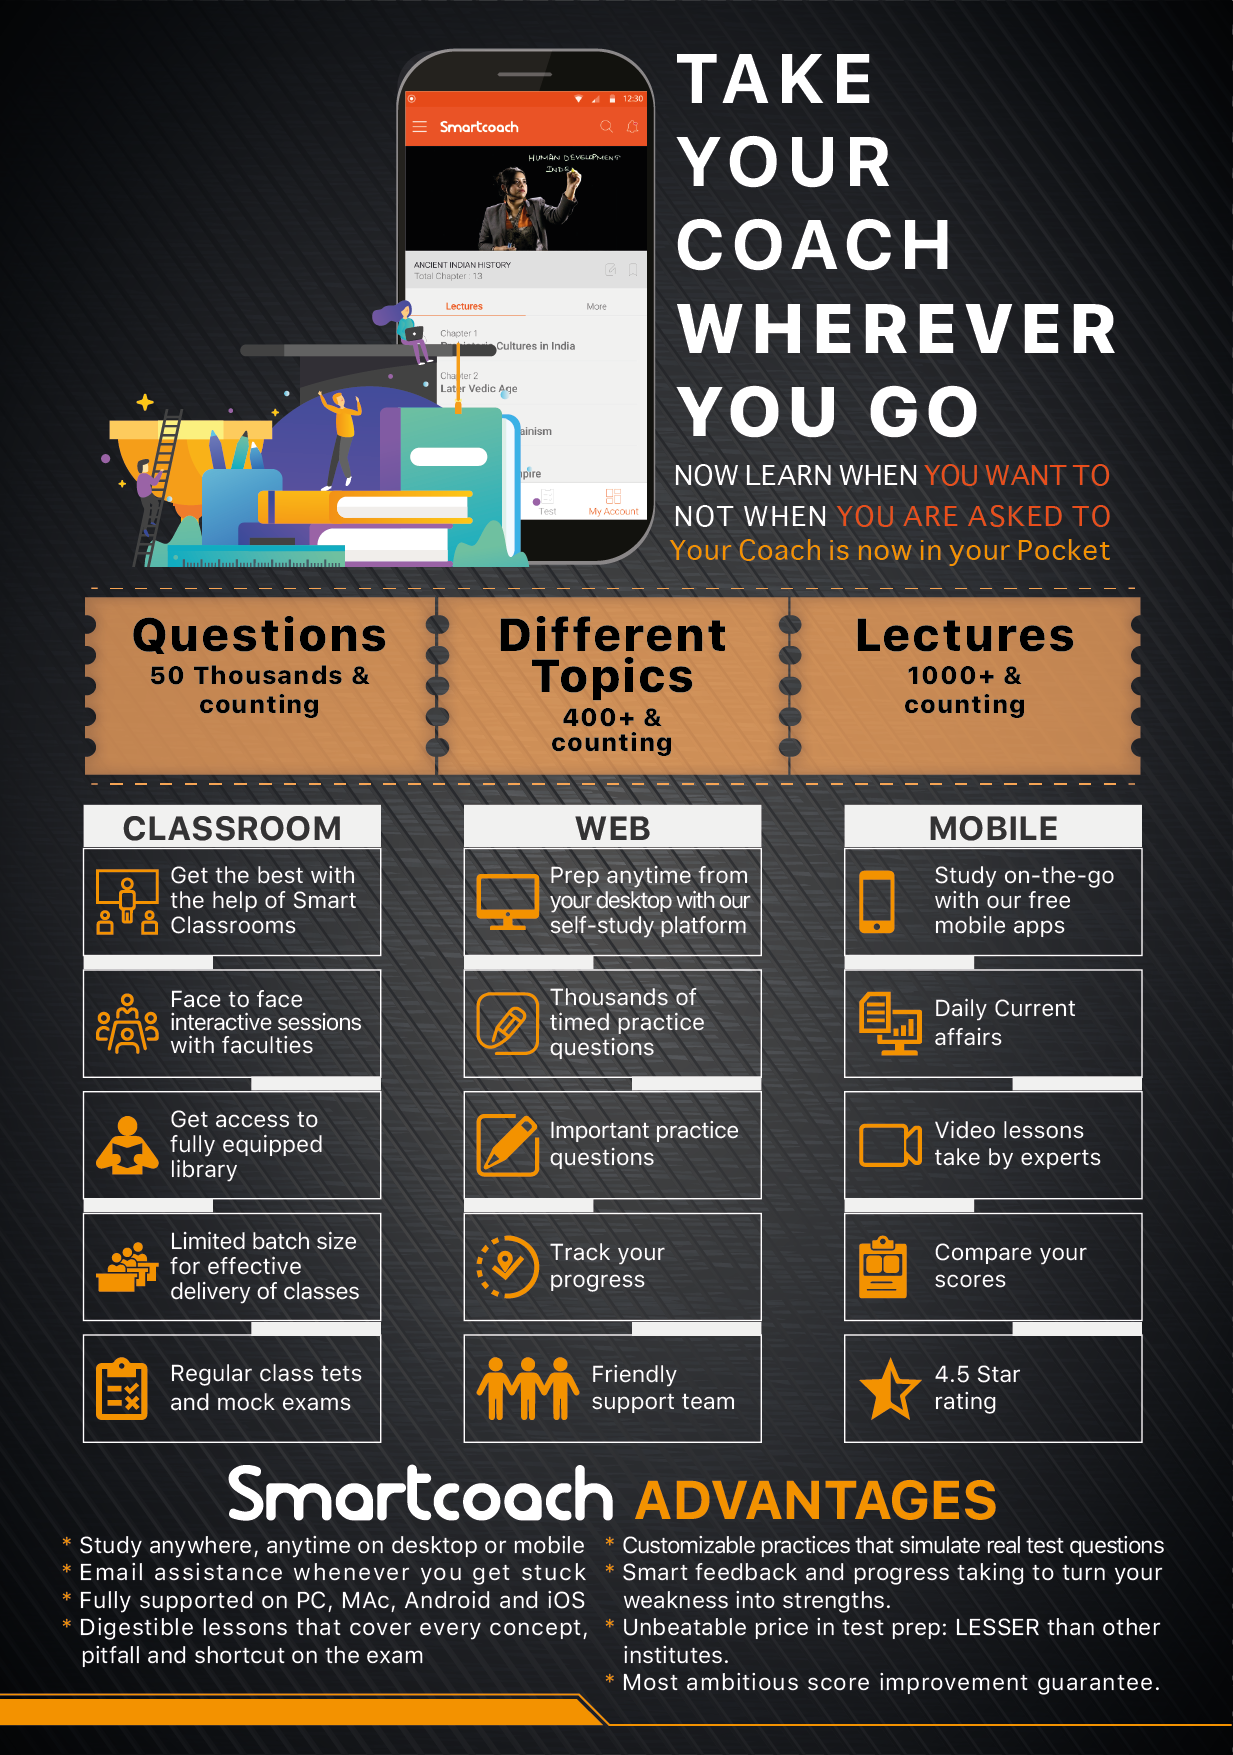 TAKE
YOUR
COACH
WHEREVER
YOU GO
NOW LEARN WHEN YOU WANT TO
NOT WHEN YOU ARE ASKED TO
Your Coach is now in your Pocket
12:30
Smartcoach
HUMAN DEVELOPMENT
INDE
ANCIENT INDIAN HISTORY
Total Chapter : 13
Lectures
More
Chapter 1
Cultures in India
Chapter 2
Later Vedic Age
ainism
pire
Test
My Account
Questions
50 Thousands &
counting
Different
Topics
400+ &
counting
Lectures
1000+ &
counting
CLASSROOM
Get the best with
the help of Smart
Classrooms
Face to face
interactive sessions
with faculties
Get access to
fully equipped
library
Limited batch size
for effective
delivery of classes
Regular class tets
and mock exams
WEB
Prep anytime from
your desktop with our
self-study platform
Thousands of
timed practice
questions
Important practice
questions
Track your
progress
Friendly
support team
MOBILE
Study on-the-go
with our free
mobile apps
Daily Current
affairs
Video lessons
take by experts
Compare your
scores
4.5 Star
rating
Smartcoach ADVANTAGES
* Study anywhere, anytime on desktop or mobile
* Email assistance whenever you get stuck
* Fully supported on PC, MAc, Android and iOS
* Digestible lessons that cover every concept,
pitfall and shortcut on the exam
* Customizable practices that simulate real test questions
* Smart feedback and progress taking to turn your
weakness into strengths.
* Unbeatable price in test prep: LESSER than other
institutes.
* Most ambitious score improvement guarantee.